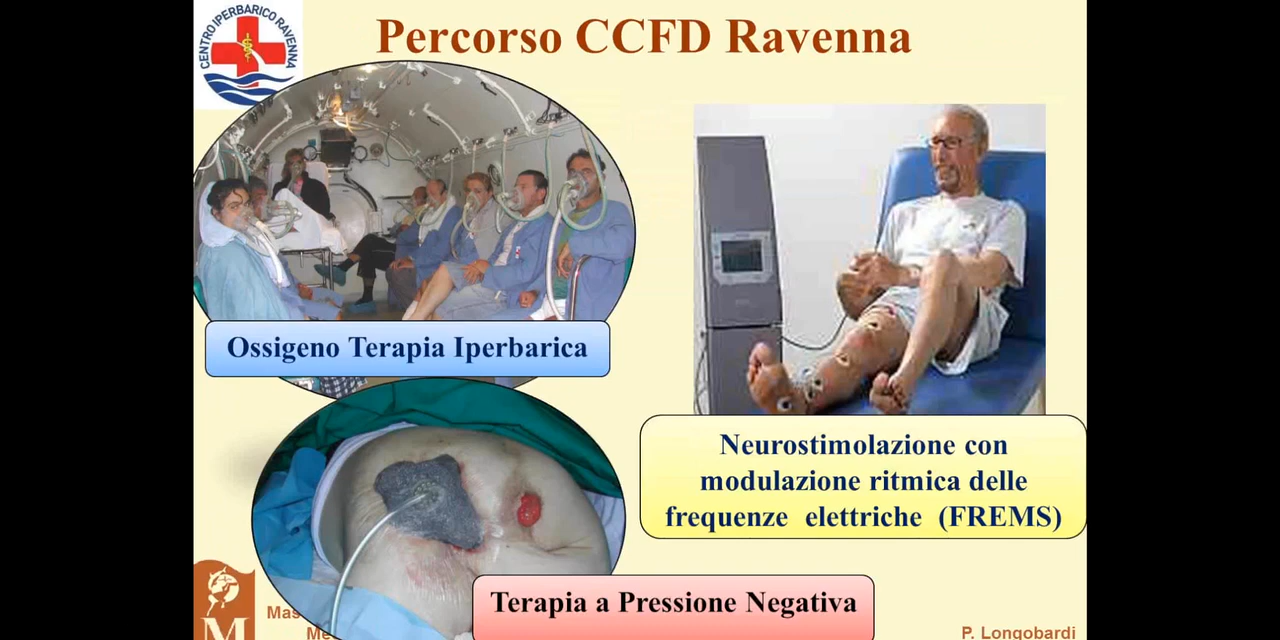 Percorso CCFD Ravenna
CENTRO IPERBARICO RAVENNA
Ossigeno Terapia Iperbarica
Neurostimolazione con
modulazione ritmica delle
frequenze elettriche (FREMS)
Terapia a Pressione Negativa
M
P. Longobardi